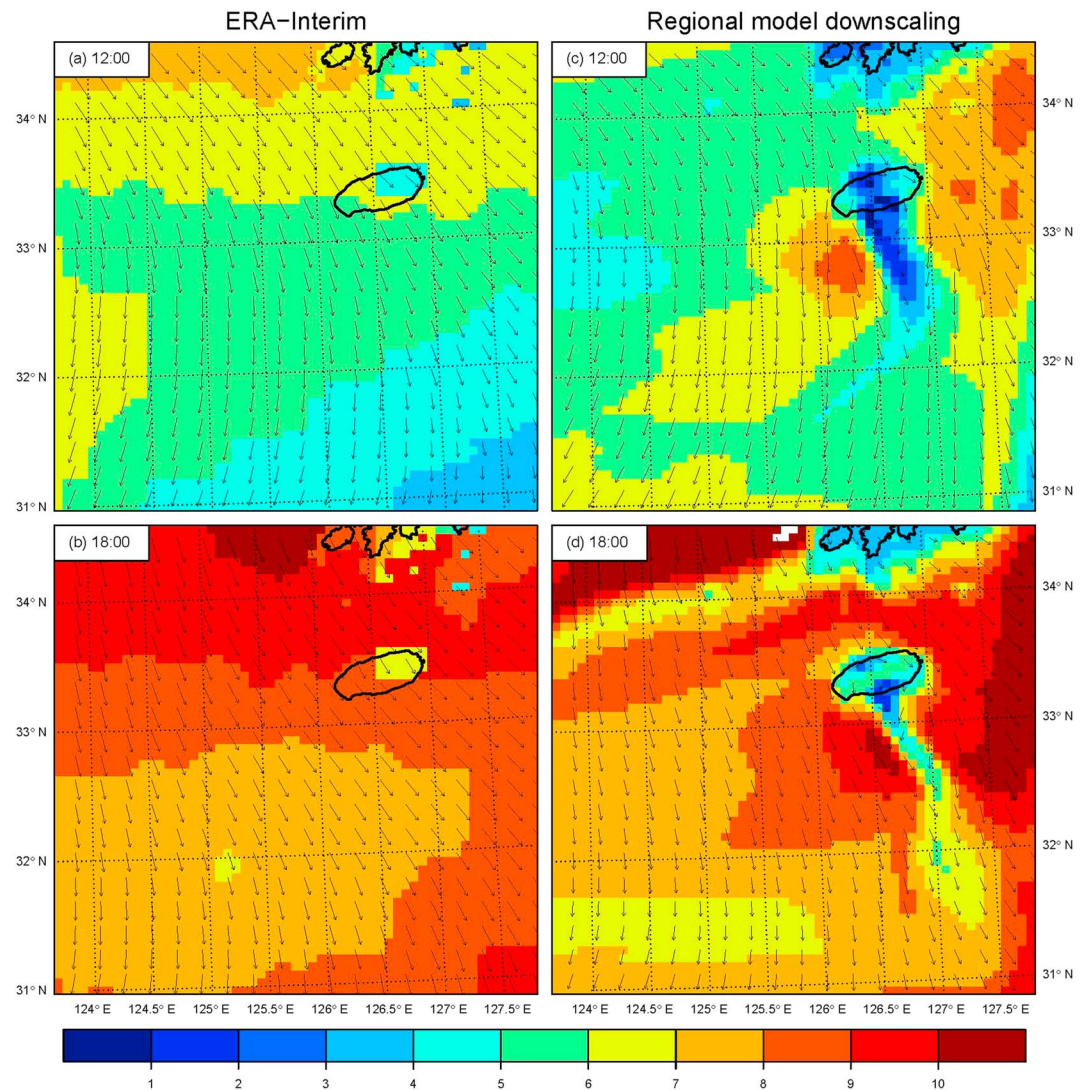 ERA−Interim Regional model downscaling
(a) 12:00 (c) 12:00
34° N 34° N
33° N 33° N
32° N 32° N
31° N 31° N
(b) 18:00 (d) 18:00
34° N 34° N
33° N 33° N
32° N 32° N
31° N 31° N
124° E 124.5° E 125° E 125.5° E 126° E 126.5° E 127° E 127.5° E 124° E 124.5° E 125° E 125.5° E 126° E 126.5° E 127° E 127.5° E
1 2 3 4 5 6 7 8 9 10